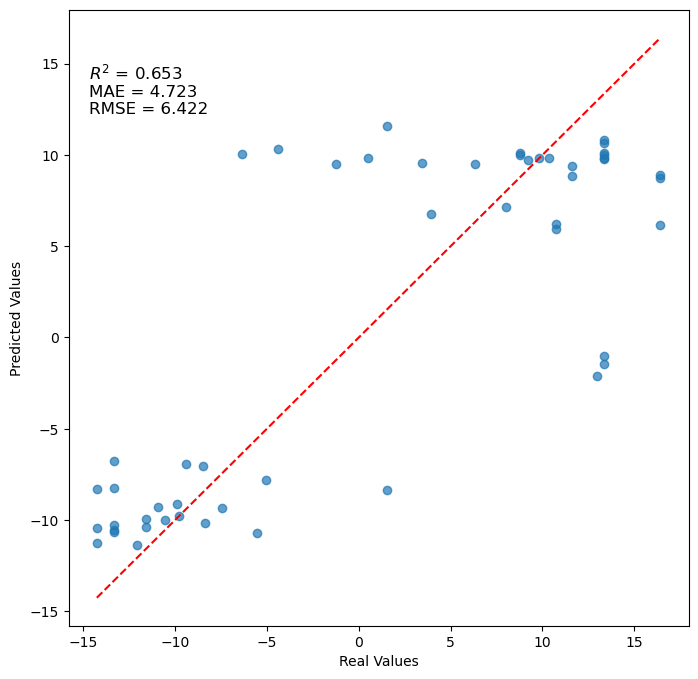 R² = 0.653
MAE = 4.723
RMSE = 6.422
15
10
5
0
−5
−10
−15
Predicted Values
−15 −10 −5 0 5 10 15
Real Values